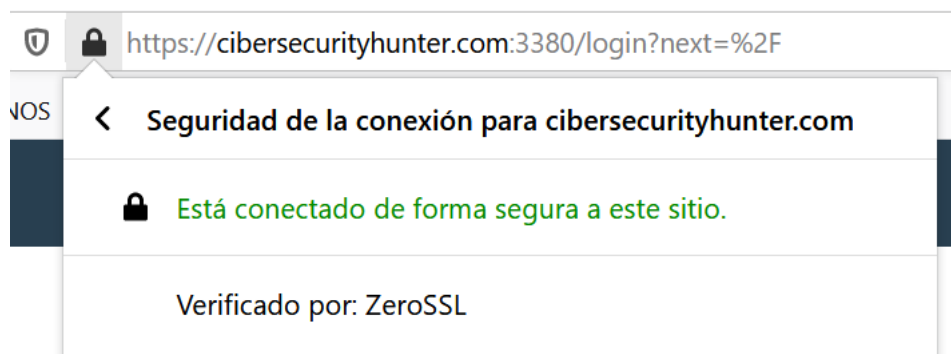 https://cibersecurityhunter.com:3380/login?next=%2F
NOS
Seguridad de la conexión para cibersecurityhunter.com
Está conectado de forma segura a este sitio.
Verificado por: ZeroSSL